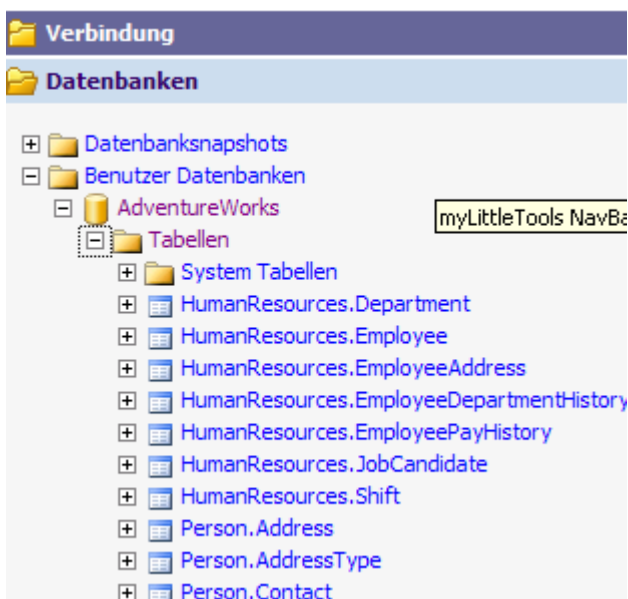 Verbindung
Datenbanken
Datenbanksnapshots
Benutzer Datenbanken
AdventureWorks
myLittleTools NavBa
Tabellen
System Tabellen
HumanResources.Department
HumanResources.Employee
HumanResources.EmployeeAddress
HumanResources.EmployeeDepartmentHistory
HumanResources.EmployeePayHistory
HumanResources.JobCandidate
HumanResources.Shift
Person.Address
Person.AddressType
Person.Contact